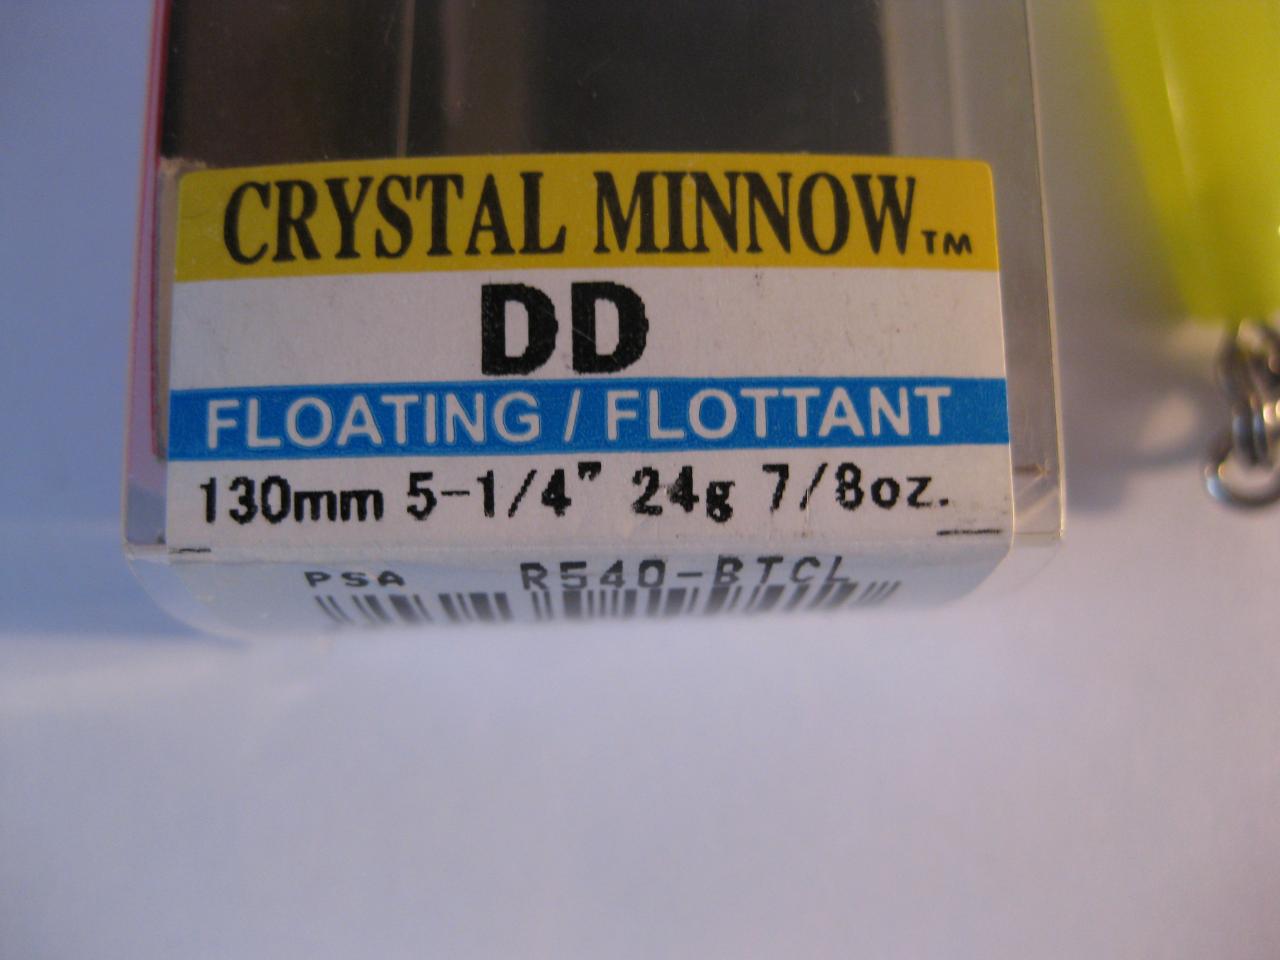 CRYSTAL MINNOW™
DD
FLOATING / FLOTTANT
130mm 5-1/4" 24g 7/8oz.
PSA R540-BTCL